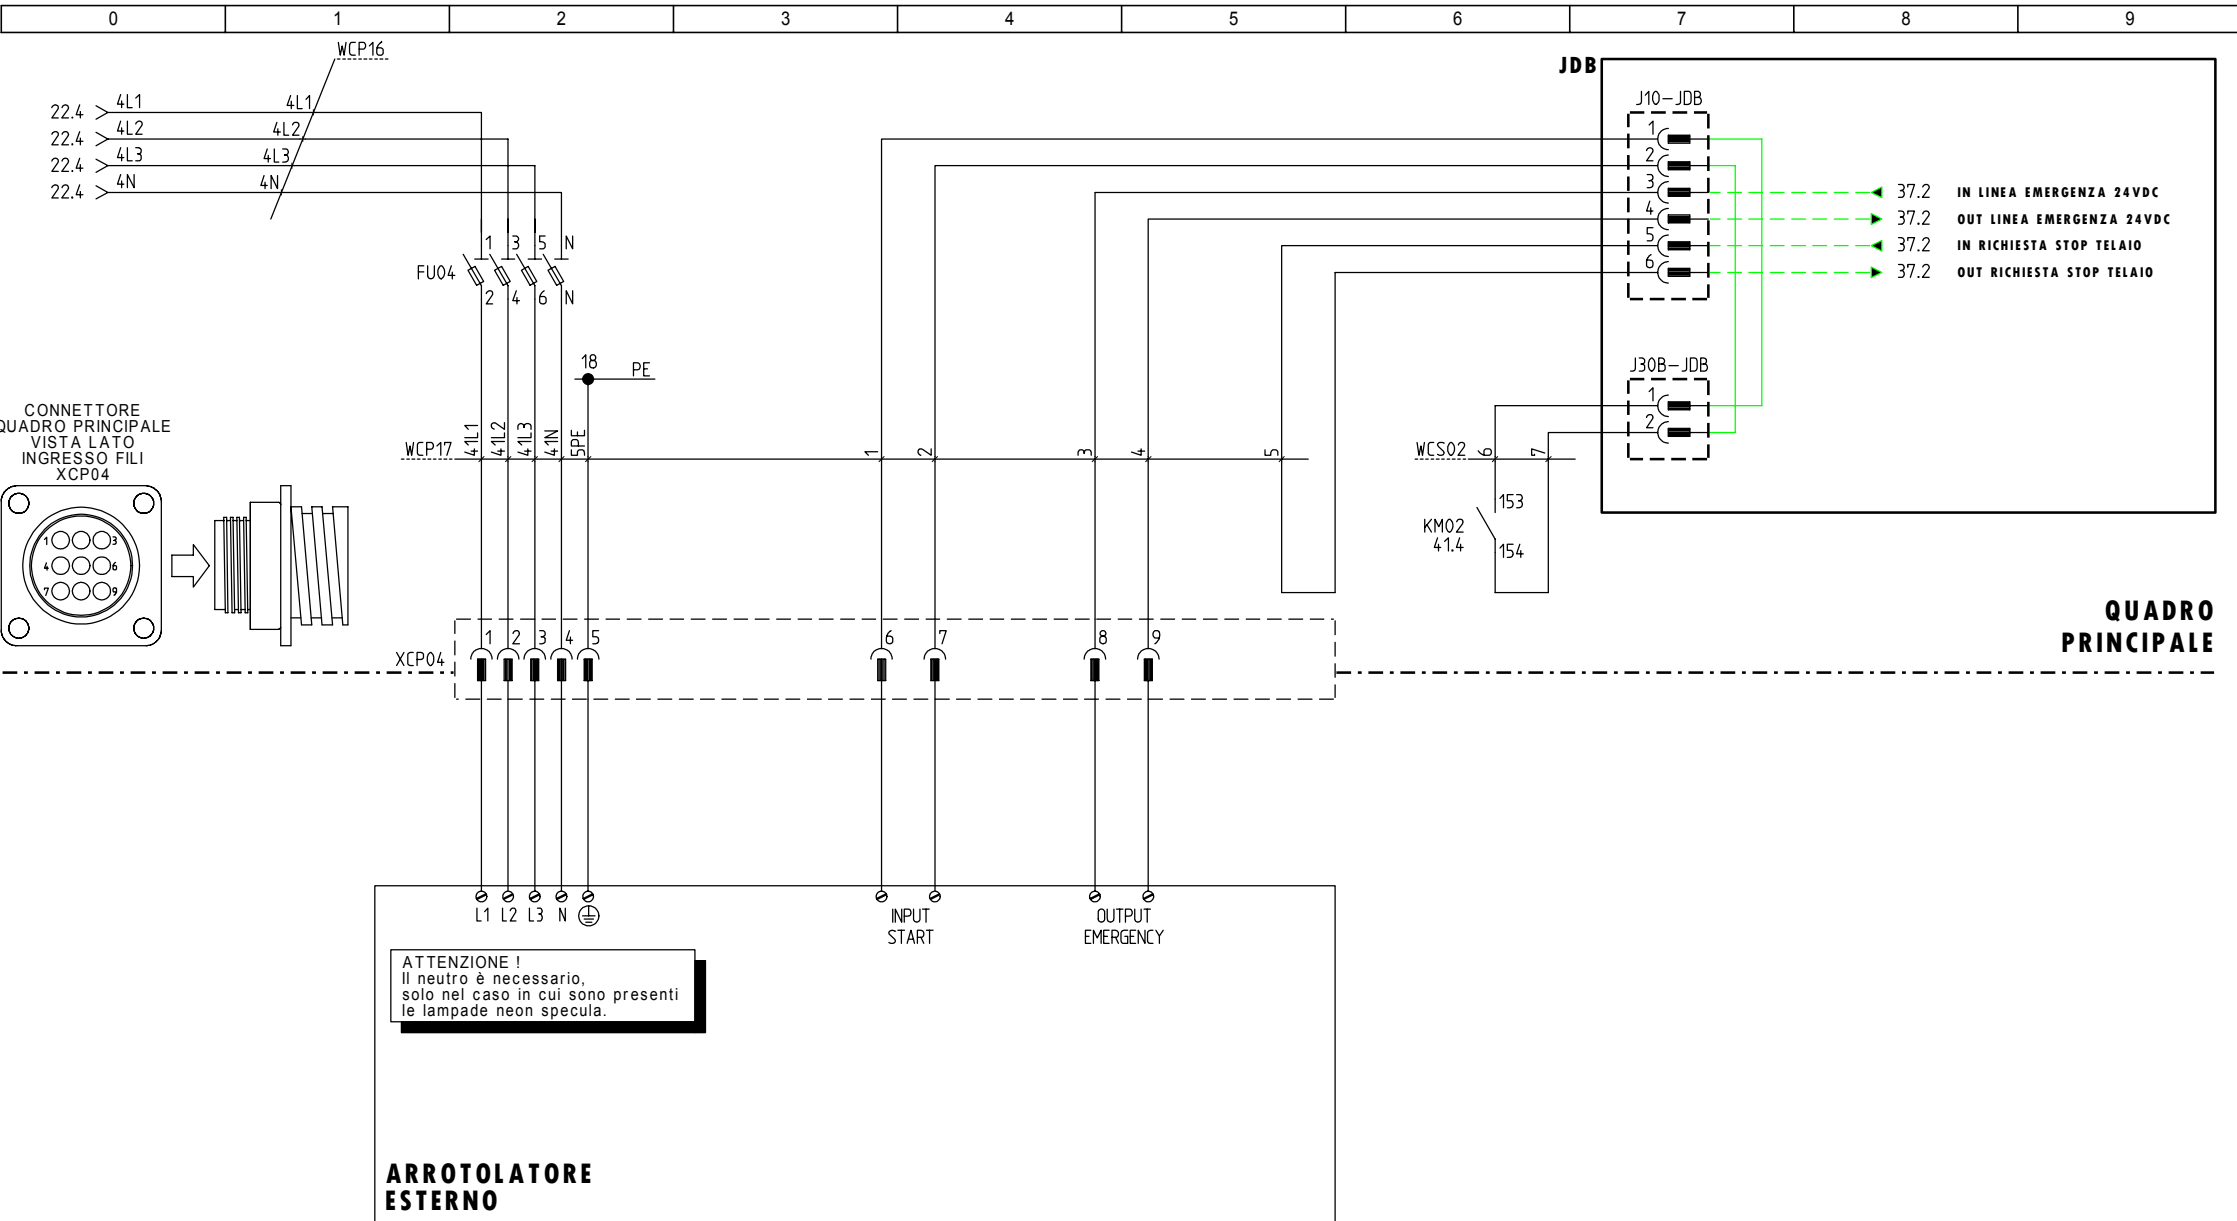 0 1 2 3 4 5 6 7 8 9
WCP16
JDB
22.4 4L1 4L1
22.4 4L2 4L2
22.4 4L3 4L3
22.4 4N 4N
J10-JDB
1
2
3 37.2 IN LINEA EMERGENZA 24VDC
4 37.2 OUT LINEA EMERGENZA 24VDC
5 37.2 IN RICHIESTA STOP TELAIO
6 37.2 OUT RICHIESTA STOP TELAIO
1 3 5 N
FU04
2 4 6 N
18 PE
J30B-JDB
1
2
CONNETTORE
QUADRO PRINCIPALE
VISTA LATO
INGRESSO FILI
XCP04
WCP17 41L1 41L2 41L3 41N 5PE 1 2 3 4 5
WCS02 6 7
153
KM02
41.4
154
1 3
4 6
7 9
QUADRO
PRINCIPALE
XCP04 1 2 3 4 5 6 7 8 9
L1 L2 L3 N
INPUT
START
OUTPUT
EMERGENCY
ATTENZIONE !
Il neutro è necessario,
solo nel caso in cui sono presenti
le lampade neon specula.
ARROTOLATORE
ESTERNO